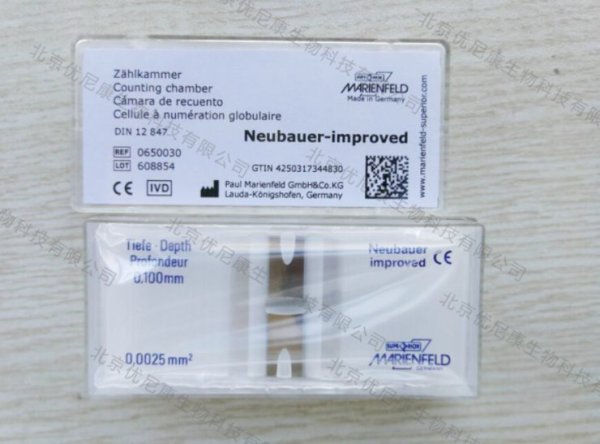 Zählkammer
Counting chamber
Cámara de recuento
Cellule à numération globulaire
DIN 12 847
REF 0650030
LOT 608854
CE IVD
MARIENFELD
Made in Germany
Neubauer-improved
GTIN 4250317344830
Paul Marienfeld GmbH&Co.KG
Lauda-Königshofen, Germany
www.marienfeld-superior.com
Tiefe · Depth
Profondeur
0.100mm
0,0025mm²
Neubauer
improved CE
MARIENFELD
GERMANY
北京优尼康生物科技有限公司